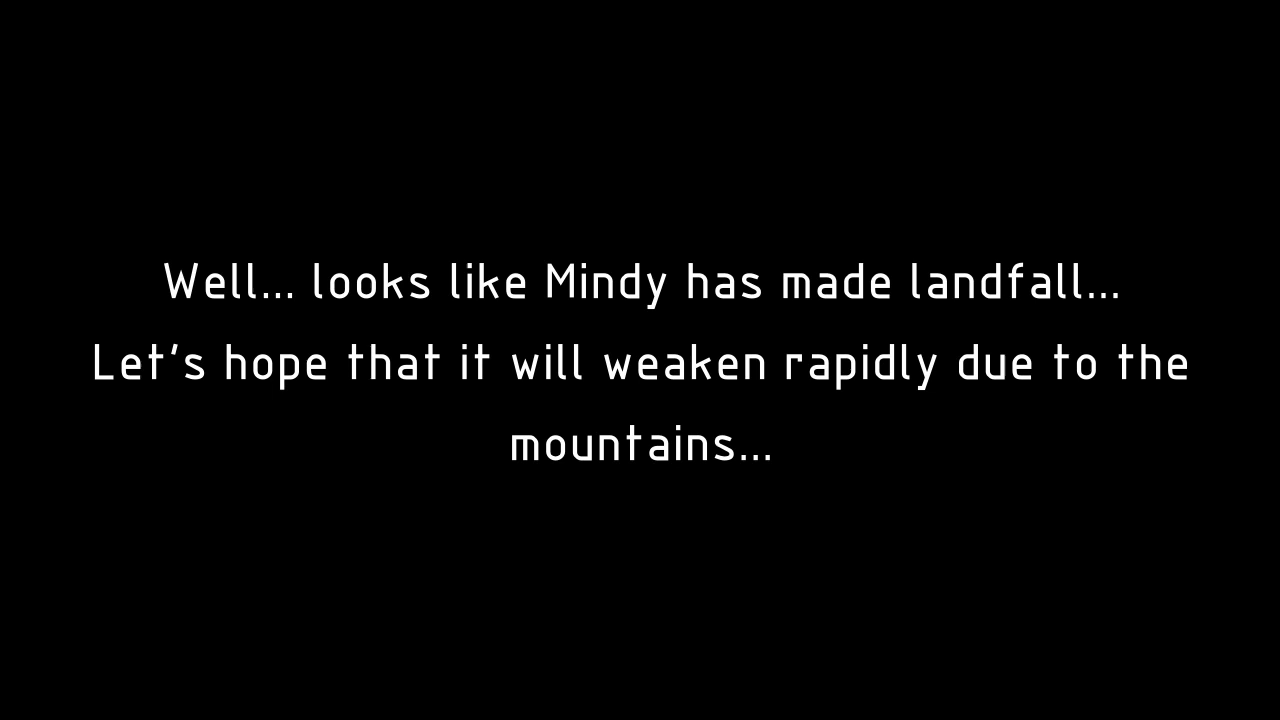 Well... looks like Mindy has made landfall...
Let's hope that it will weaken rapidly due to the
mountains...